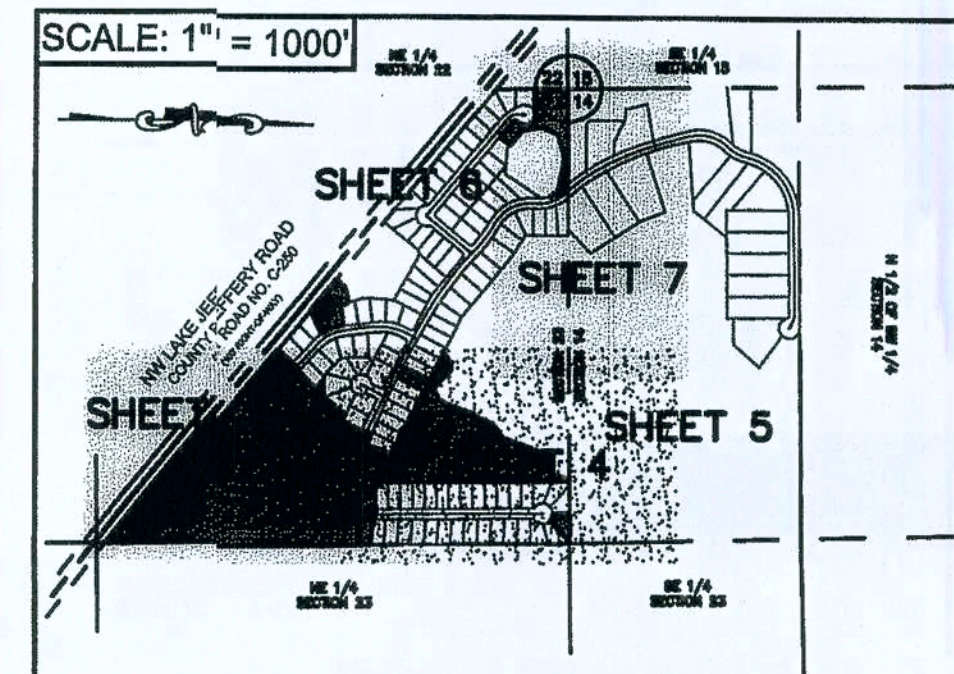 SCALE: 1" = 1000'
NE 1/4
SECTION 22
SE 1/4
SECTION 15
22 15
14
SHEET 6
NW LAKE JEFFERY ROAD
COUNTY ROAD NO. C-250
SHEET 7
N 1/2 OF NW 1/4
SECTION 14
SHEET
SHEET 5
4
NE 1/4
SECTION 23
SE 1/4
SECTION 23